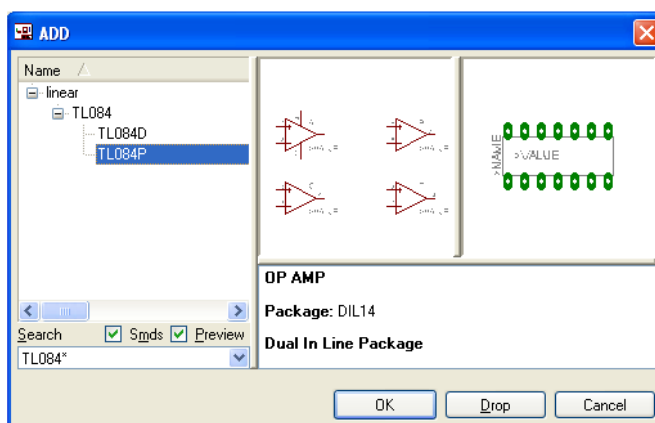 ADD
Name
linear
TL084
TL084D
TL084P
>NAME
>VALUE
OP AMP
Package: DIL14
Dual In Line Package
Search Smds Preview
TL084*
OK Drop Cancel